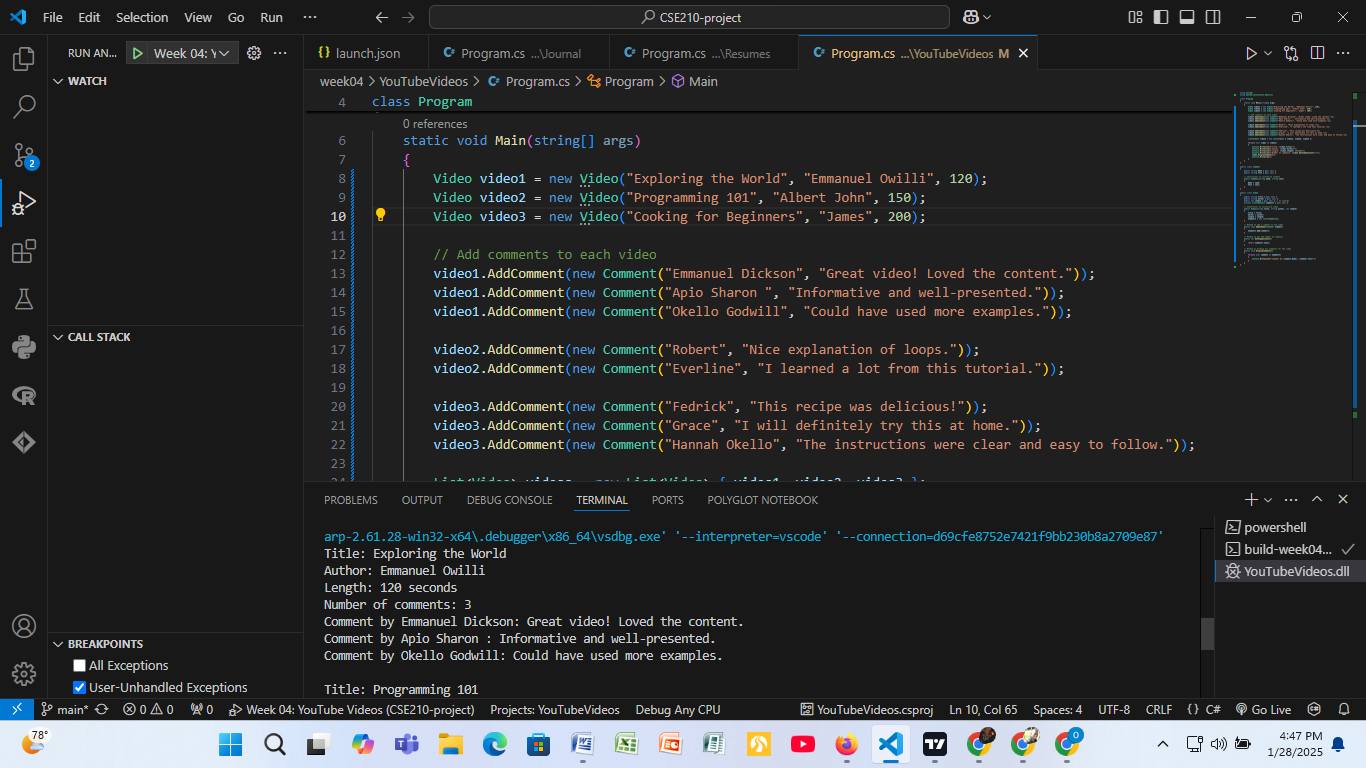 File Edit Selection View Go Run ···
CSE210-project
RUN AN... Week 04: Y
launch.json
Program.cs ...\Journal
Program.cs ...\Resumes
Program.cs ...\YouTubeVideos M
WATCH
CALL STACK
BREAKPOINTS
All Exceptions
User-Unhandled Exceptions
2
week04 > YouTubeVideos > Program.cs > Program > Main
4 class Program
0 references
6 static void Main(string[] args)
7 {
8 Video video1 = new Video("Exploring the World", "Emmanuel Owilli", 120);
9 Video video2 = new Video("Programming 101", "Albert John", 150);
10 Video video3 = new Video("Cooking for Beginners", "James", 200);
11
12 // Add comments to each video
13 video1.AddComment(new Comment("Emmanuel Dickson", "Great video! Loved the content."));
14 video1.AddComment(new Comment("Apio Sharon ", "Informative and well-presented."));
15 video1.AddComment(new Comment("Okello Godwill", "Could have used more examples."));
16
17 video2.AddComment(new Comment("Robert", "Nice explanation of loops."));
18 video2.AddComment(new Comment("Everline", "I learned a lot from this tutorial."));
19
20 video3.AddComment(new Comment("Fedrick", "This recipe was delicious!"));
21 video3.AddComment(new Comment("Grace", "I will definitely try this at home."));
22 video3.AddComment(new Comment("Hannah Okello", "The instructions were clear and easy to follow."));
23
PROBLEMS OUTPUT DEBUG CONSOLE TERMINAL PORTS POLYGLOT NOTEBOOK
arp-2.61.28-win32-x64\.debugger\x86_64\vsdbg.exe' '--interpreter=vscode' '--connection=d69cfe8752e7421f9bb230b8a2709e87'
Title: Exploring the World
Author: Emmanuel Owilli
Length: 120 seconds
Number of comments: 3
Comment by Emmanuel Dickson: Great video! Loved the content.
Comment by Apio Sharon : Informative and well-presented.
Comment by Okello Godwill: Could have used more examples.
Title: Programming 101
powershell
build-week04...
YouTubeVideos.dll
main* 0 0 0 Week 04: YouTube Videos (CSE210-project) Projects: YouTubeVideos Debug Any CPU YouTubeVideos.csproj Ln 10, Col 65 Spaces: 4 UTF-8 CRLF {} C# Go Live
78°
4:47 PM
1/28/2025